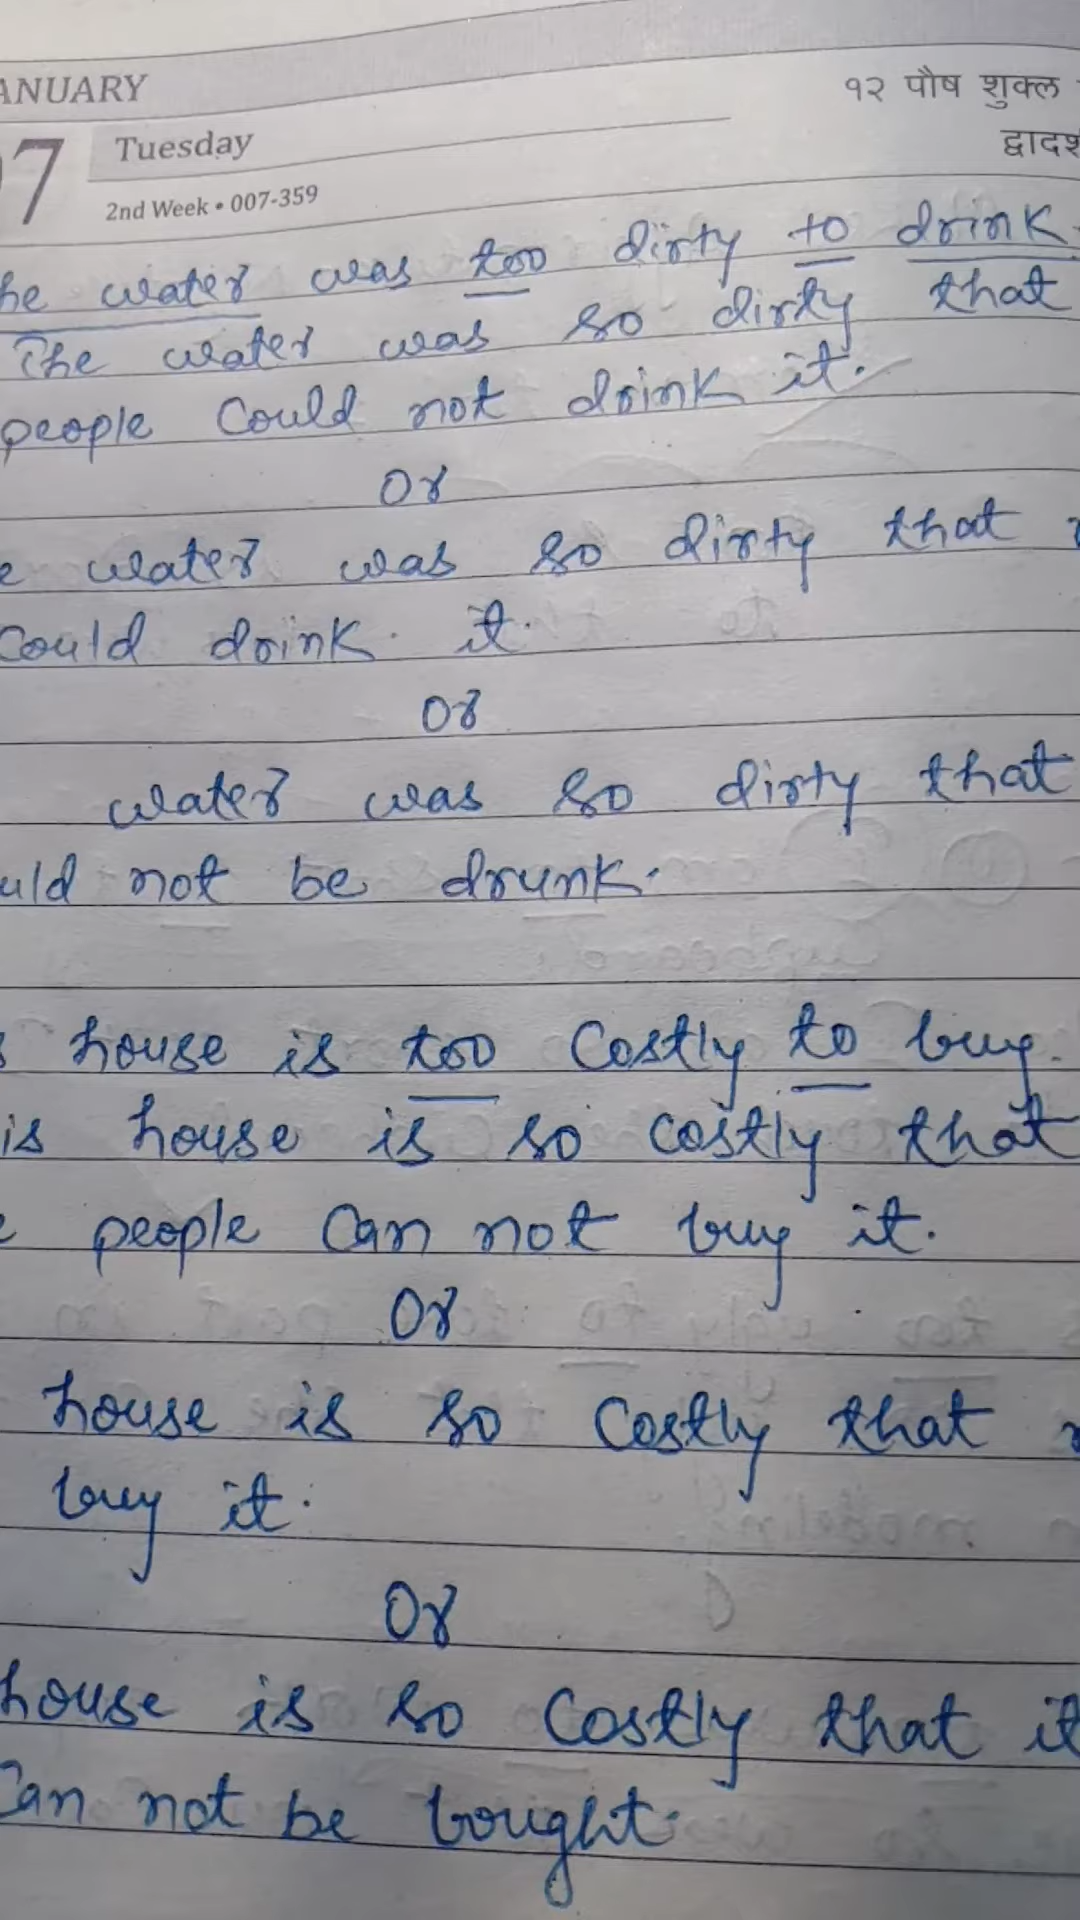 ANUARY
१२ पौष शुक्ल
7
Tuesday
द्वादश
2nd Week • 007-359
he water was too dirty to drink.
The water was so dirty that
people Could not drink it.
Or
e water was so dirty that
Could drink it.
Or
water was so dirty that
uld not be drunk.
s house is too Costly to buy.
is house is so costly that
e people Can not buy it.
Or
house is so Costly that
buy it.
Or
house is so Costly that it
Can not be bought.